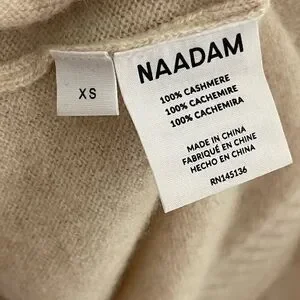 XS
NAADAM
100% CASHMERE
100% CACHEMIRE
100% CACHEMIRA
MADE IN CHINA
FABRIQUÉ EN CHINE
HECHO EN CHINA
RN145136